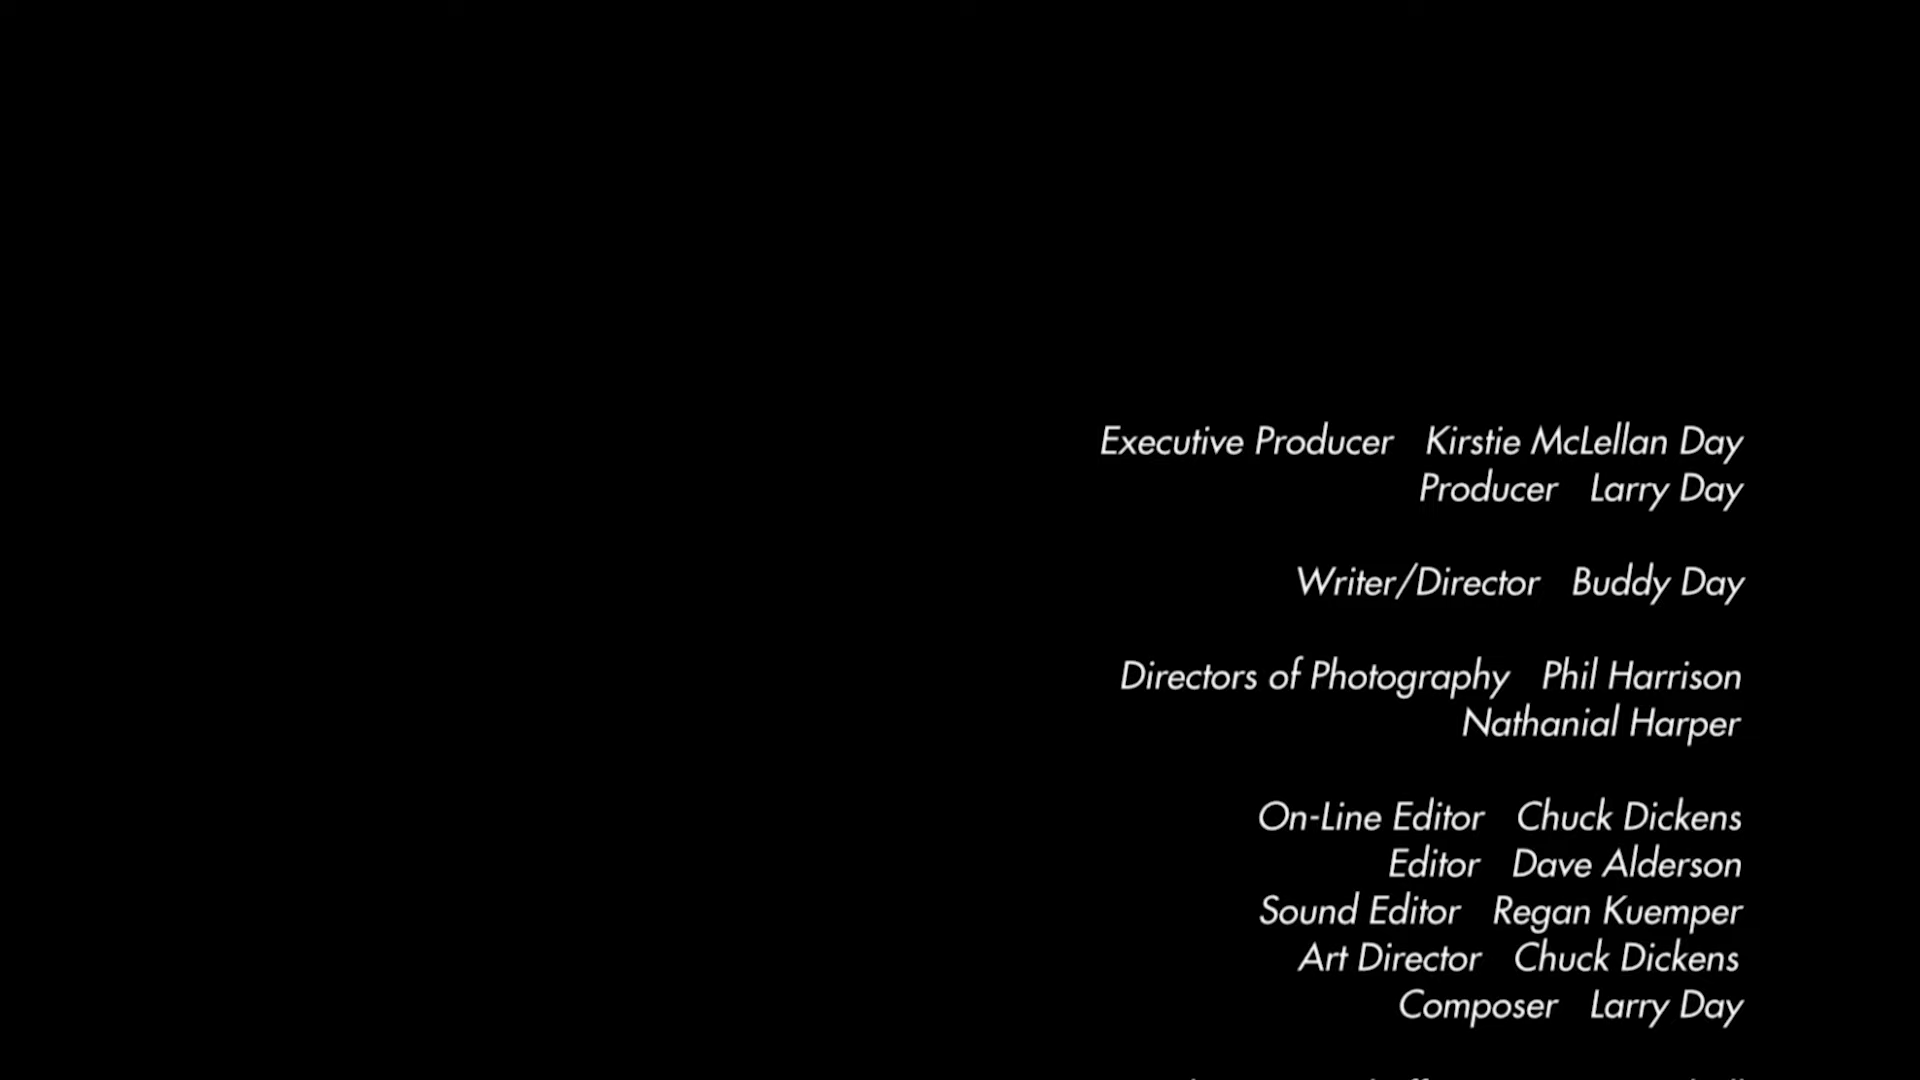 Executive Producer Kirstie McLellan Day
Producer Larry Day
Writer/Director Buddy Day
Directors of Photography Phil Harrison
Nathanial Harper
On-Line Editor Chuck Dickens
Editor Dave Alderson
Sound Editor Regan Kuemper
Art Director Chuck Dickens
Composer Larry Day